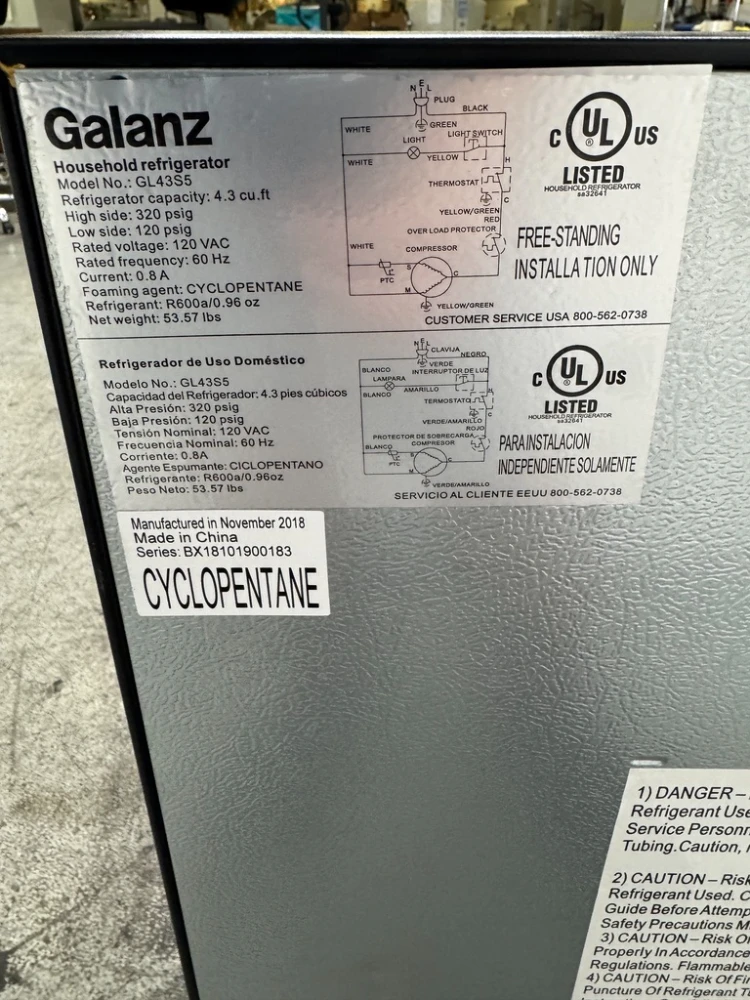 Galanz
Household refrigerator
Model No.: GL43S5
Refrigerator capacity: 4.3 cu.ft
High side: 320 psig
Low side: 120 psig
Rated voltage: 120 VAC
Rated frequency: 60 Hz
Current: 0.8 A
Foaming agent: CYCLOPENTANE
Refrigerant: R600a/0.96 oz
Net weight: 53.57 lbs
N E L
PLUG
BLACK
GREEN
WHITE
LIGHT
LIGHT SWITCH
WHITE
YELLOW
H
THERMOSTAT
C
YELLOW/GREEN
RED
OVER LOAD PROTECTOR
WHITE
COMPRESSOR
PTC
S
M
C
YELLOW/GREEN
C UL US
LISTED
HOUSEHOLD REFRIGERATOR
sa32641
FREE-STANDING
INSTALLATION ONLY
CUSTOMER SERVICE USA 800-562-0738
Refrigerador de Uso Doméstico
Modelo No.: GL43S5
Capacidad del Refrigerador: 4.3 pies cúbicos
Alta Presión: 320 psig
Baja Presión: 120 psig
Tensión Nominal: 120 VAC
Frecuencia Nominal: 60 Hz
Corriente: 0.8A
Agente Espumante: CICLOPENTANO
Refrigerante: R600a/0.96oz
Peso Neto: 53.57 lbs
N E L
CLAVIJA
NEGRO
VERDE
BLANCO
INTERRUPTOR DE LUZ
LAMPARA
AMARILLO
BLANCO
H
TERMOSTATO
C
VERDE/AMARILLO
ROJO
PROTECTOR DE SOBRECARGA
BLANCO
COMPRESOR
PTC
S
M
C
VERDE/AMARILLO
C UL US
LISTED
HOUSEHOLD REFRIGERATOR
sa32641
PARA INSTALACION
INDEPENDIENTE SOLAMENTE
SERVICIO AL CLIENTE EEUU 800-562-0738
Manufactured in November 2018
Made in China
Series: BX18101900183
CYCLOPENTANE
1) DANGER –
Refrigerant Use
Service Personn
Tubing.Caution,
2) CAUTION – Risk
Refrigerant Used. C
Guide Before Attemp
Safety Precautions M
3) CAUTION – Risk O
Properly In Accordance
Regulations. Flammable
4) CAUTION – Risk Of Fi
Puncture Of Refrigerant T